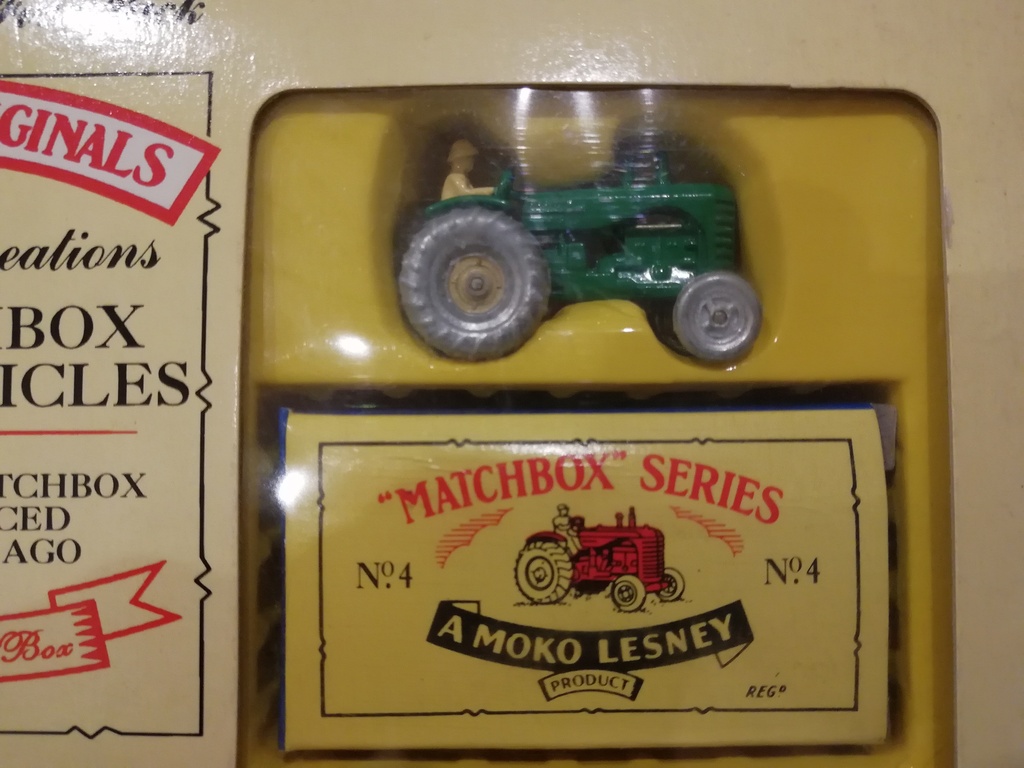 GINALS
eations
BOX
ICLES
TCHBOX
CED
AGO
Box
"MATCHBOX" SERIES
Nº.4 Nº.4
A MOKO LESNEY
PRODUCT
REGD